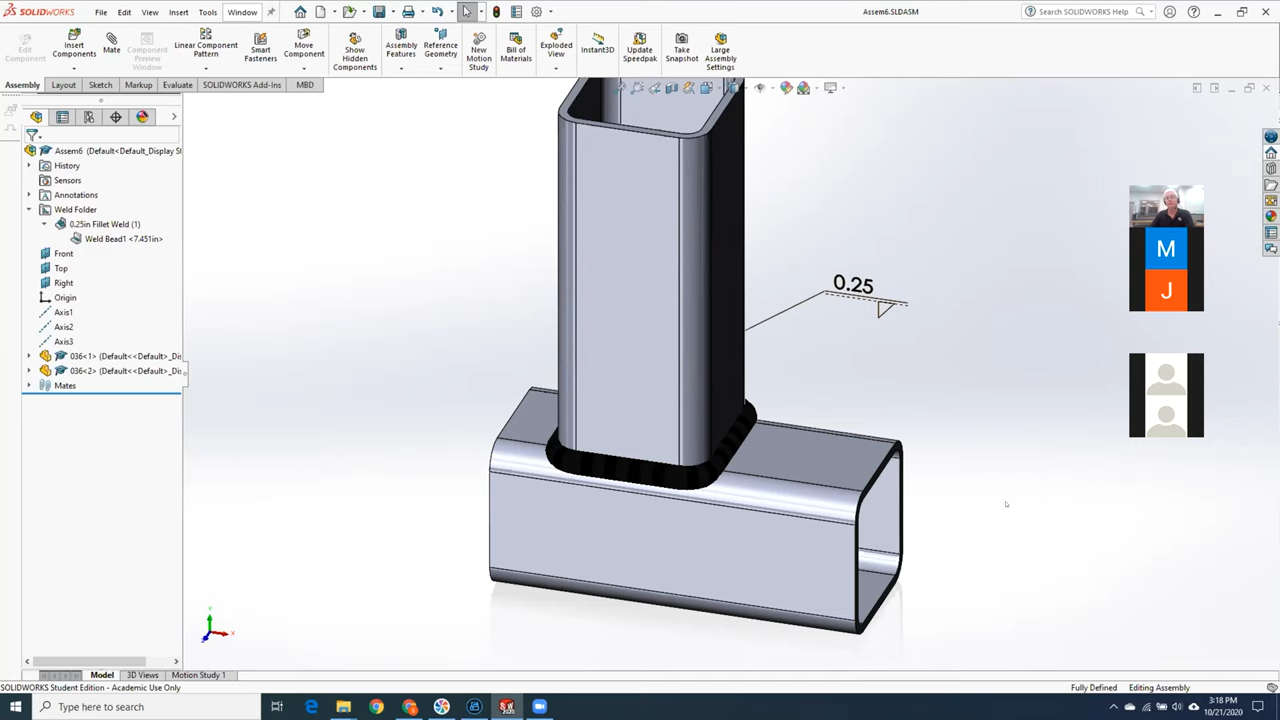 SOLIDWORKS File Edit View Insert Tools Window Assem6.SLDASM Search SOLIDWORKS Help
Edit Component
Insert Components
Mate
Component Preview Window
Linear Component Pattern
Smart Fasteners
Move Component
Show Hidden Components
Assembly Features
Reference Geometry
New Motion Study
Bill of Materials
Exploded View
Instant3D
Update Speedpak
Take Snapshot
Large Assembly Settings
Assembly Layout Sketch Markup Evaluate SOLIDWORKS Add-Ins MBD
Assem6 (Default<Default_Display St
History
Sensors
Annotations
Weld Folder
0.25in Fillet Weld (1)
Weld Bead1 <7.451in>
Front
Top
Right
Origin
Axis1
Axis2
Axis3
036<1> (Default<<Default>_Dis
036<2> (Default<<Default>_Dis
Mates
0.25
M
J
Y
X
Z
Model 3D Views Motion Study 1
SOLIDWORKS Student Edition - Academic Use Only Fully Defined Editing Assembly
Type here to search
3:18 PM
10/21/2020